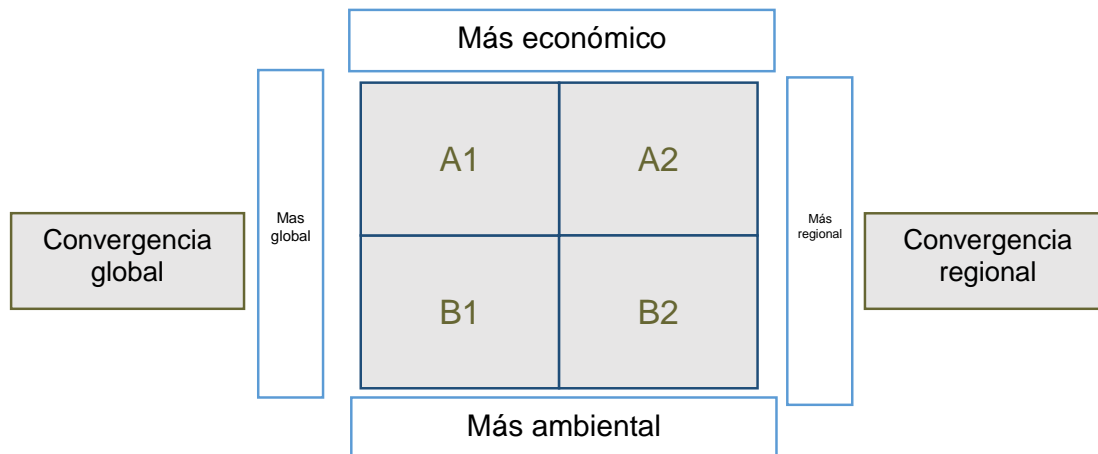 Más económico
A1
A2
Mas
global
Más
regional
Convergencia
global
Convergencia
regional
B1
B2
Más ambiental